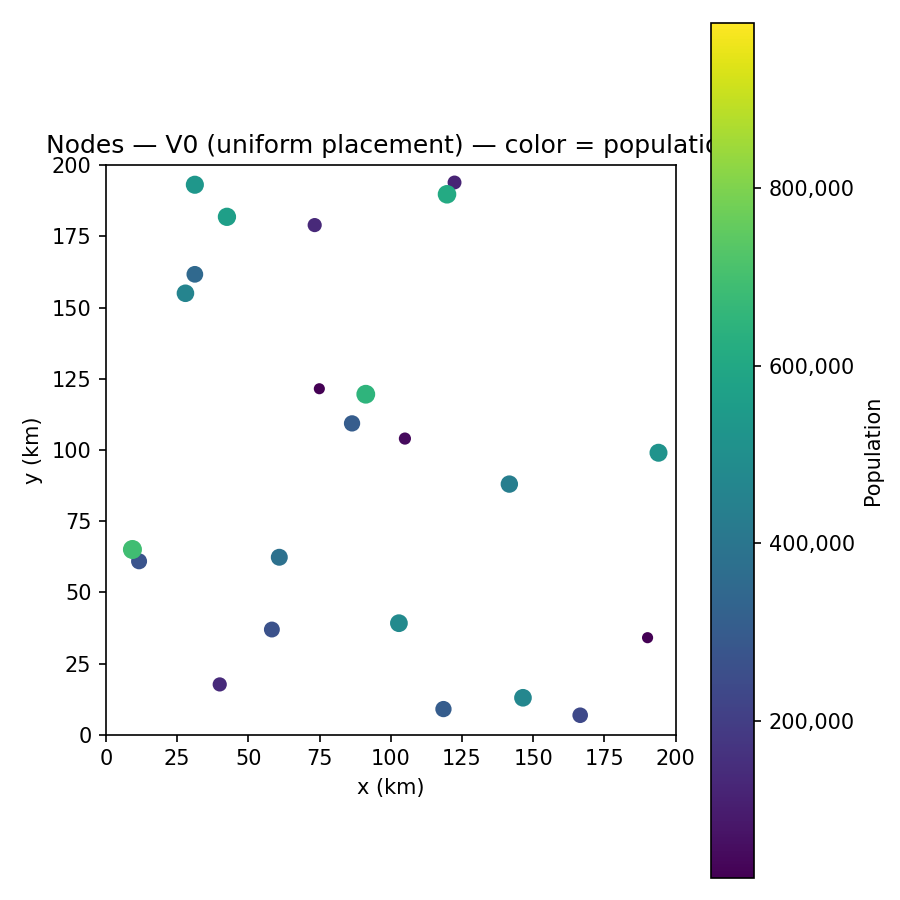 Nodes — V0 (uniform placement) — color = populatio
200
175
150
125
100
75
50
25
0
y (km)
0 25 50 75 100 125 150 175 200
x (km)
800,000
600,000
400,000
200,000
Population